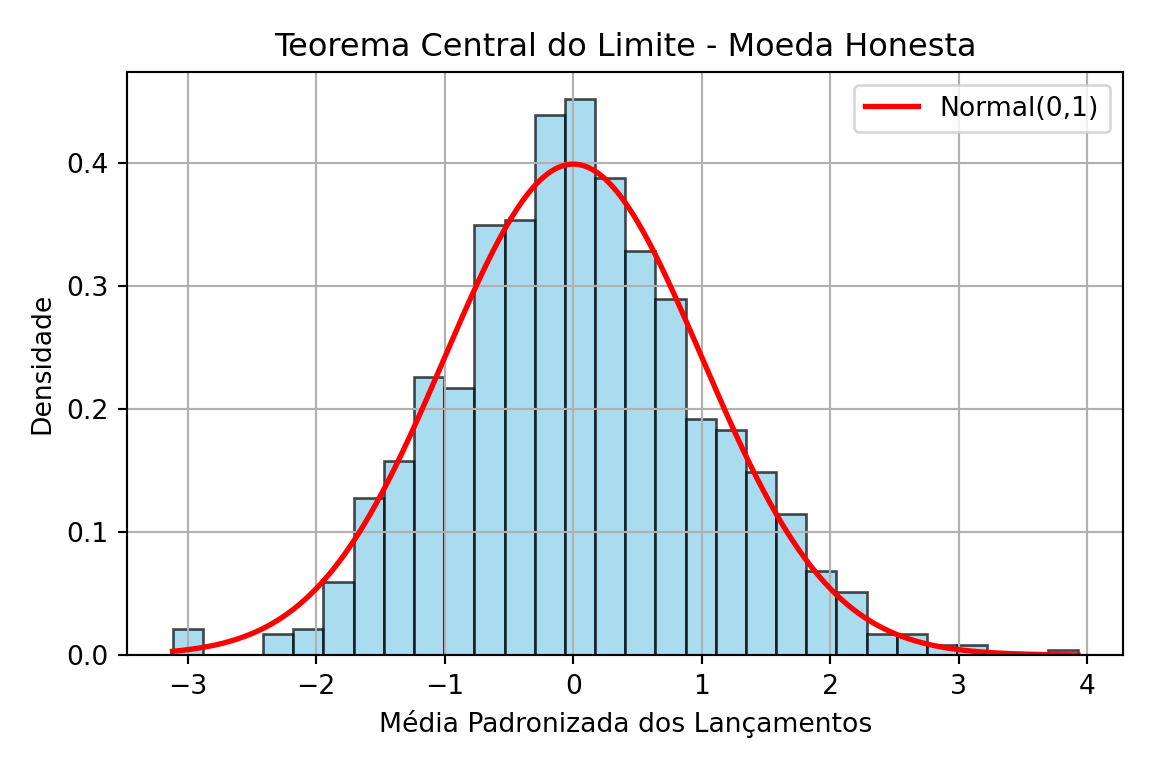 Teorema Central do Limite - Moeda Honesta
Normal(0,1)
Densidade
0.4
0.3
0.2
0.1
0.0
−3 −2 −1 0 1 2 3 4
Média Padronizada dos Lançamentos